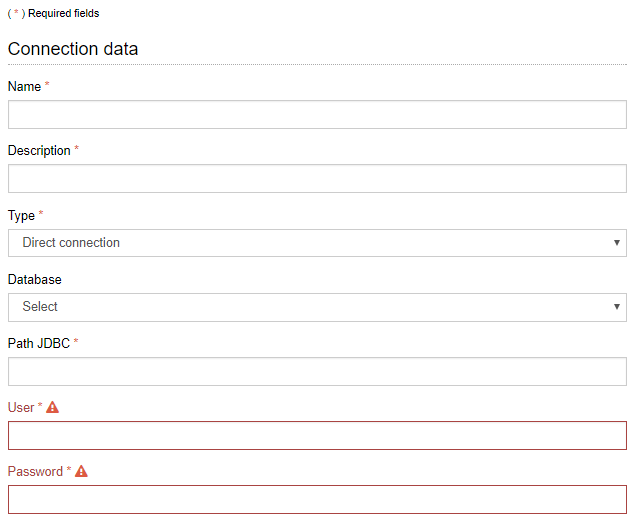 ( * ) Required fields
Connection data
Name *
Description *
Type *
Direct connection
Database
Select
Path JDBC *
User *
Password *